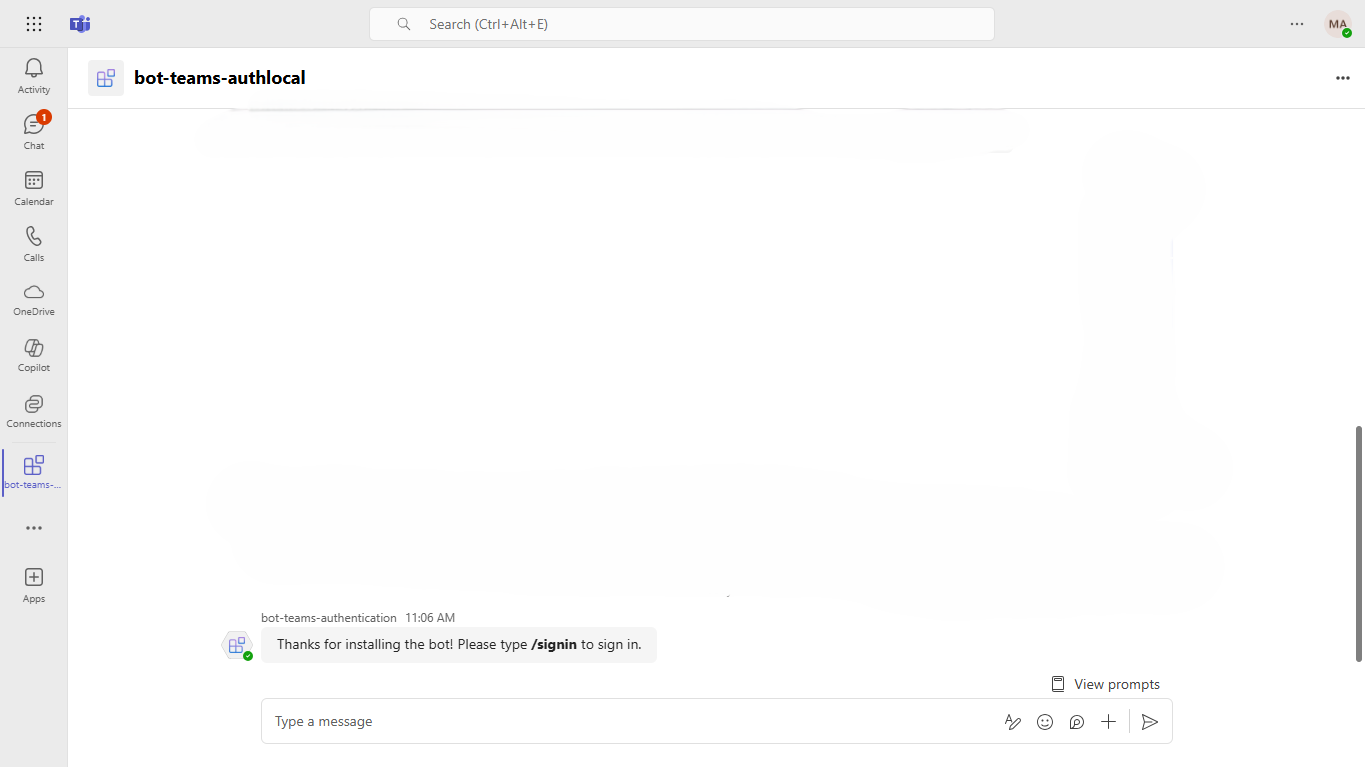 Search (Ctrl+Alt+E)
MA
Activity
bot-teams-authlocal
1
Chat
Calendar
Calls
OneDrive
Copilot
Connections
bot-teams-...
Apps
bot-teams-authentication 11:06 AM
Thanks for installing the bot! Please type /signin to sign in.
View prompts
Type a message